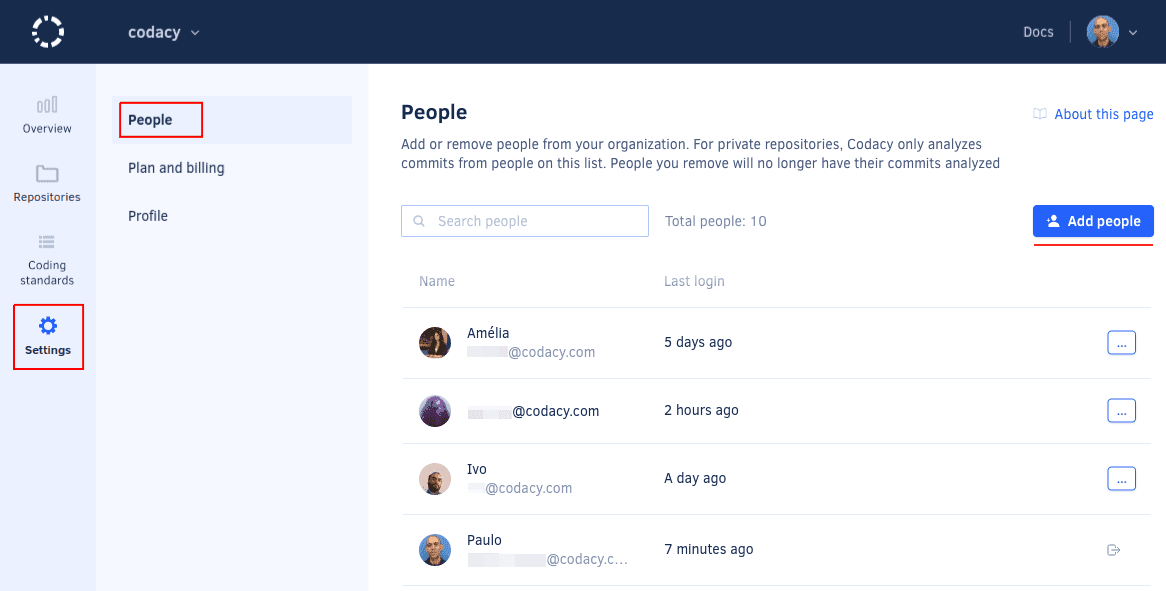 codacy
Docs
Overview
Repositories
Coding
standards
Settings
People
Plan and billing
Profile
People
About this page
Add or remove people from your organization. For private repositories, Codacy only analyzes
commits from people on this list. People you remove will no longer have their commits analyzed
Search people
Total people: 10
Add people
Name
Last login
Amélia
@codacy.com
5 days ago
...
@codacy.com
2 hours ago
...
Ivo
@codacy.com
A day ago
...
Paulo
@codacy.c...
7 minutes ago